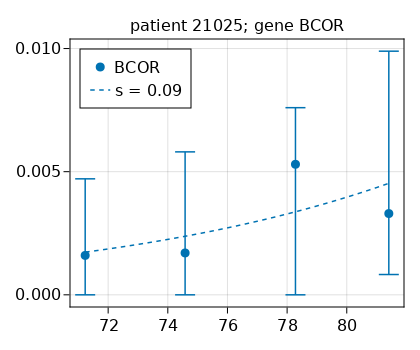 patient 21025; gene BCOR
0.010
BCOR
s = 0.09
0.005
0.000
72 74 76 78 80